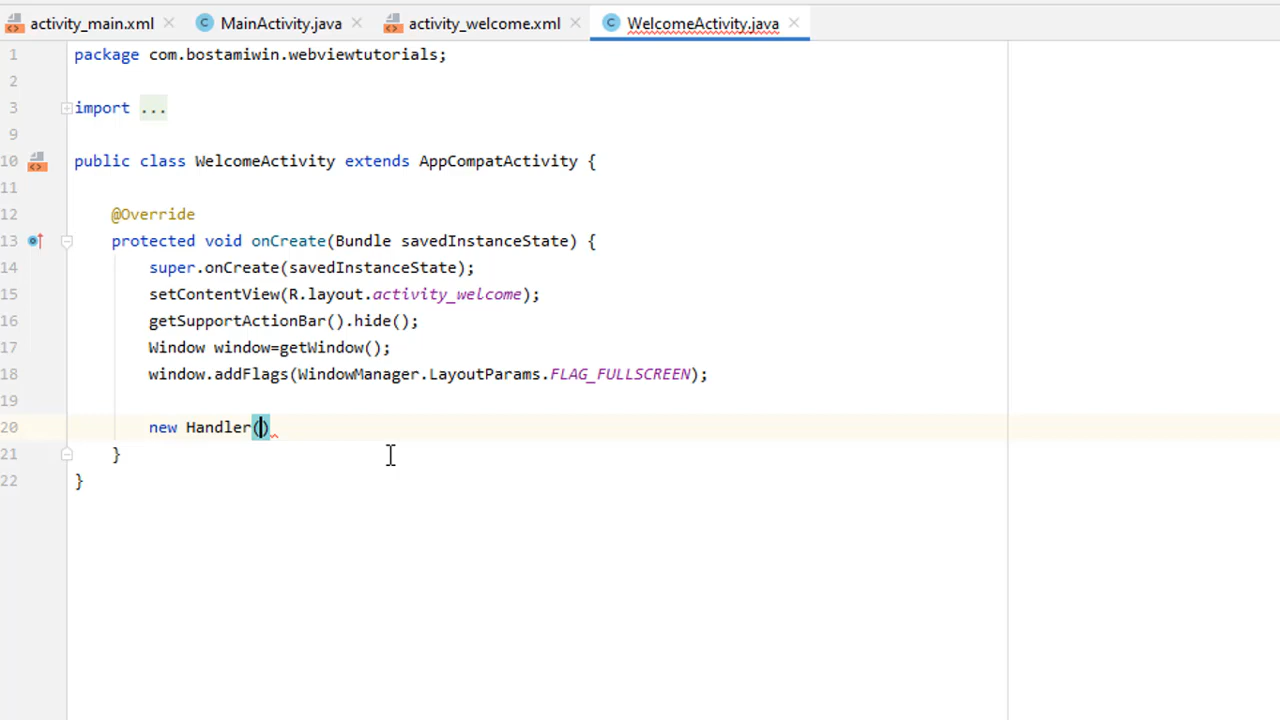 activity_main.xml MainActivity.java activity_welcome.xml WelcomeActivity.java
1 package com.bostamiwin.webviewtutorials;
2
3 import ...
9
10 public class WelcomeActivity extends AppCompatActivity {
11
12 @Override
13 protected void onCreate(Bundle savedInstanceState) {
14 super.onCreate(savedInstanceState);
15 setContentView(R.layout.activity_welcome);
16 getSupportActionBar().hide();
17 Window window=getWindow();
18 window.addFlags(WindowManager.LayoutParams.FLAG_FULLSCREEN);
19
20 new Handler()
21 }
22 }